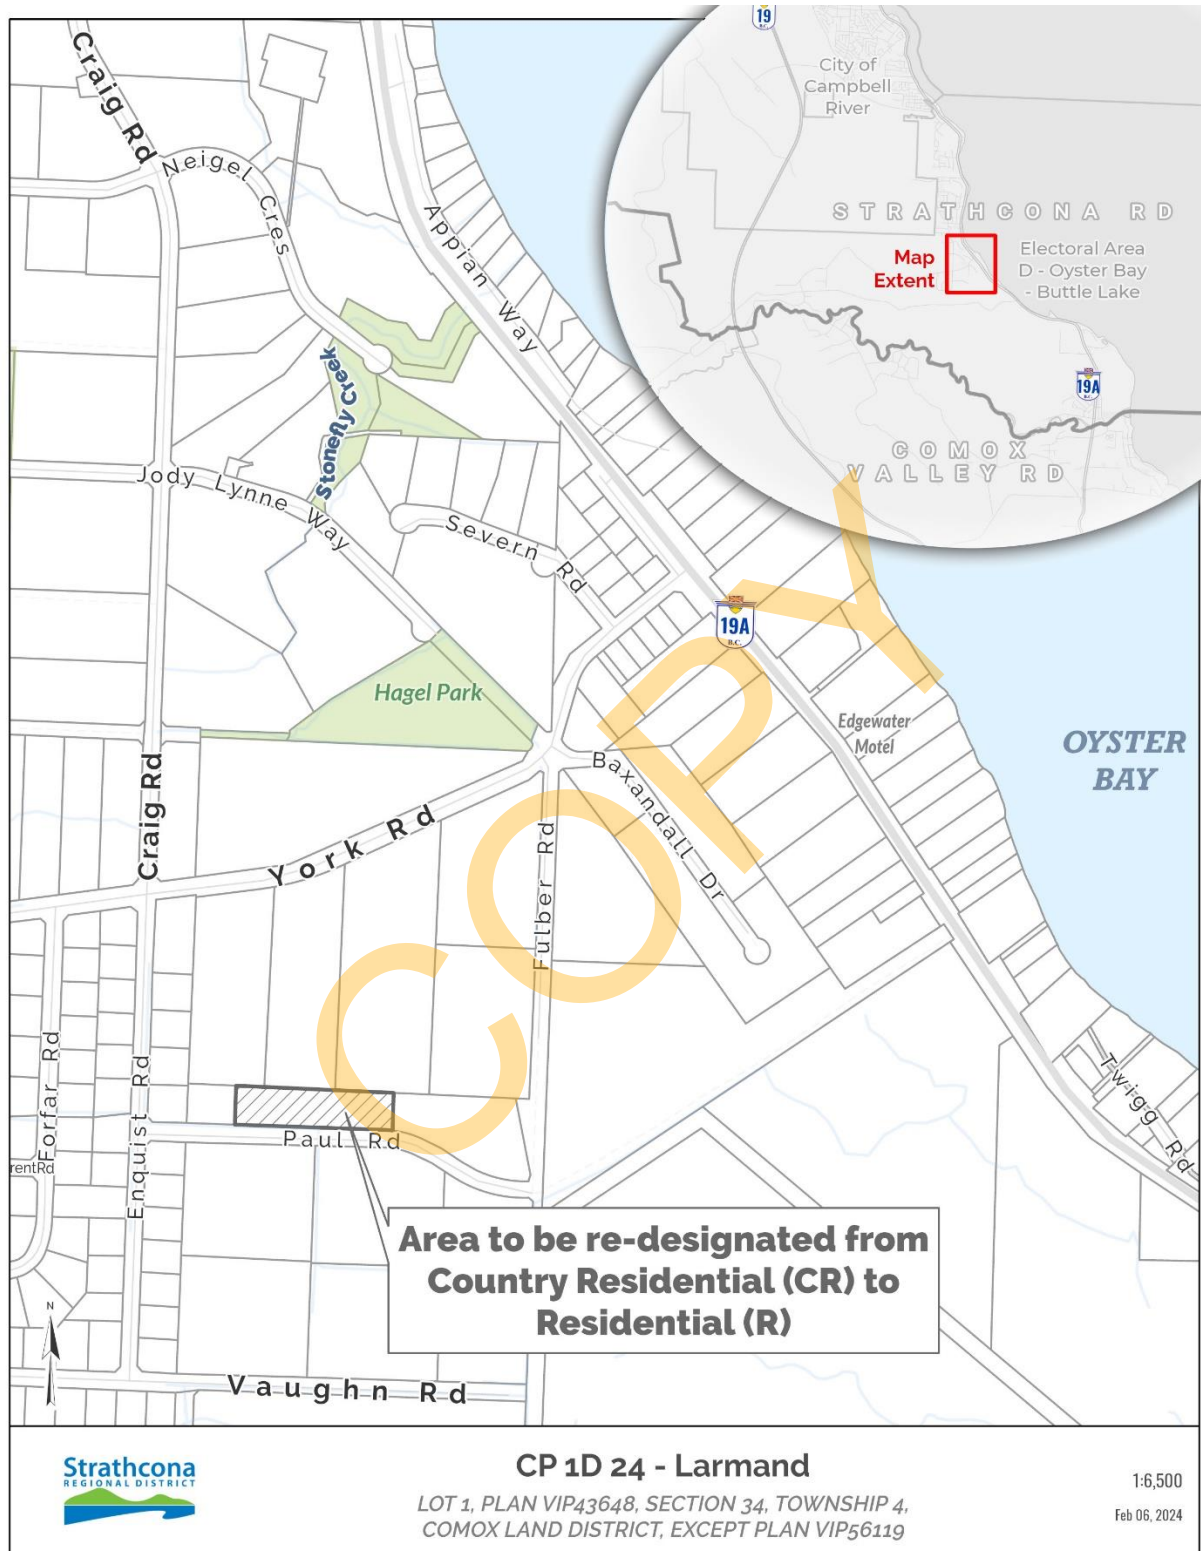 19
B.C.
City of
Campbell
River
STRATHCONA RD
Map
Extent
Electoral Area
D - Oyster Bay
- Buttle Lake
19A
B.C.
COMOX
VALLEY RD
Craig Rd
Neigel Cres
Appian Way
Stonefly Creek
Jody Lynne Way
Severn Rd
19A
B.C.
Hagel Park
Edgewater
Motel
OYSTER
BAY
Craig Rd
Baxandall Dr
York Rd
Fulber Rd
COPY
Forfar Rd
Enquist Rd
Twigg Rd
Paul Rd
rentRd
Area to be re-designated from
Country Residential (CR) to
Residential (R)
N
Vaughn Rd
Strathcona
REGIONAL DISTRICT
CP 1D 24 - Larmand
LOT 1, PLAN VIP43648, SECTION 34, TOWNSHIP 4,
COMOX LAND DISTRICT, EXCEPT PLAN VIP56119
1:6,500
Feb 06, 2024